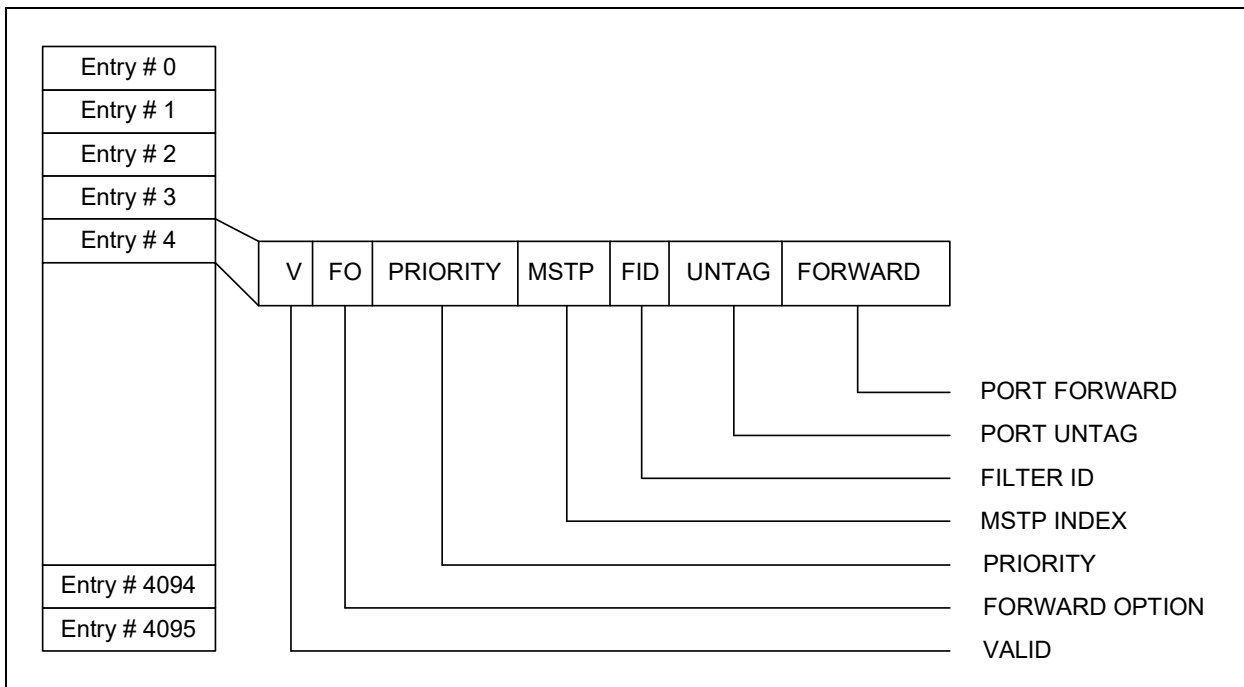 Entry # 0
Entry # 1
Entry # 2
Entry # 3
Entry # 4
V FO PRIORITY MSTP FID UNTAG FORWARD
PORT FORWARD
PORT UNTAG
FILTER ID
MSTP INDEX
PRIORITY
FORWARD OPTION
VALID
Entry # 4094
Entry # 4095